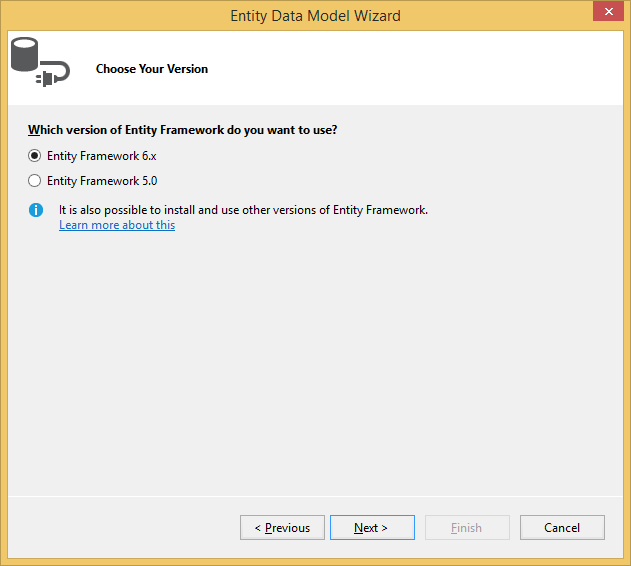 Entity Data Model Wizard
Choose Your Version
Which version of Entity Framework do you want to use?
Entity Framework 6.x
Entity Framework 5.0
It is also possible to install and use other versions of Entity Framework.
Learn more about this
< Previous
Next >
Finish
Cancel